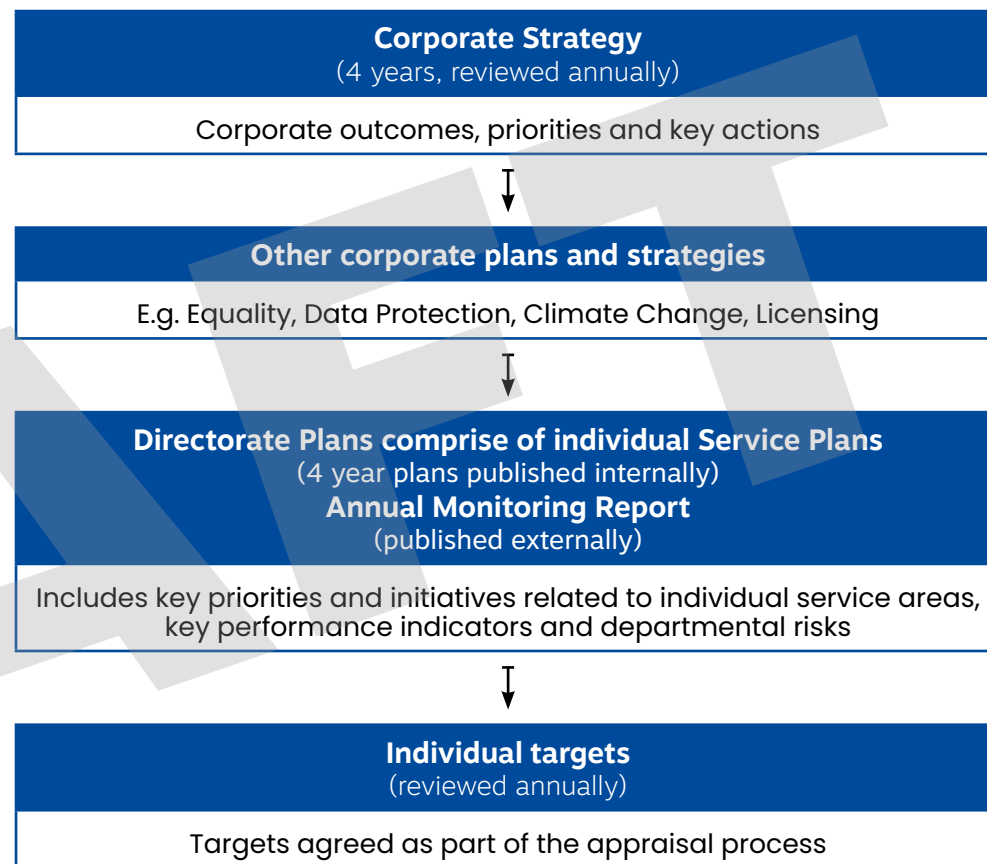 Corporate Strategy
(4 years, reviewed annually)
Corporate outcomes, priorities and key actions
Other corporate plans and strategies
E.g. Equality, Data Protection, Climate Change, Licensing
Directorate Plans comprise of individual Service Plans
(4 year plans published internally)
Annual Monitoring Report
(published externally)
Includes key priorities and initiatives related to individual service areas,
key performance indicators and departmental risks
Individual targets
(reviewed annually)
Targets agreed as part of the appraisal process
AFT